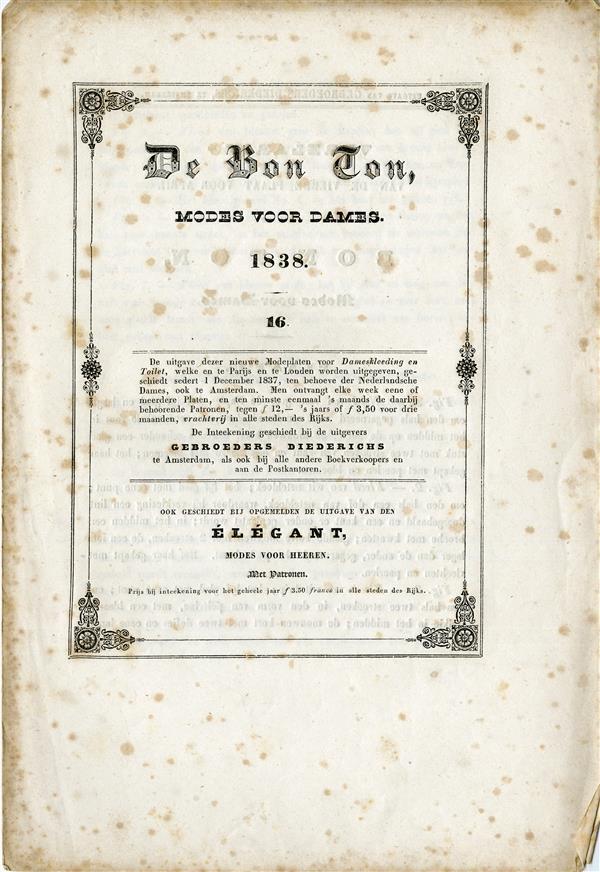 De Bon Ton,
MODES VOOR DAMES.
1838.
16
De uitgave dezer nieuwe Modeplaten voor Dameskleeding en
Toilet, welke en te Parijs en te Londen worden uitgegeven, ge-
schiedt sedert 1 December 1837, ten behoeve der Nederlandsche
Dames, ook te Amsterdam. Men ontvangt elke week eene of
meerdere Platen, en ten minste eenmaal 's maands de daarbij
behoorende Patronen, tegen ƒ 12,— 's jaars of ƒ 3,50 voor drie
maanden, vrachtvrij in alle steden des Rijks.
De Inteekening geschiedt bij de uitgevers
GEBROEDERS DIEDERICHS
te Amsterdam, als ook bij alle andere Boekverkoopers en
aan de Postkantoren.
OOK GESCHIEDT BIJ OPGEMELDEN DE UITGAVE VAN DEN
ÉLÉGANT,
MODES VOOR HEEREN.
Met Patronen.
Prijs bij inteekening voor het geheele jaar ƒ 3.50 franco in alle steden des Rijks.